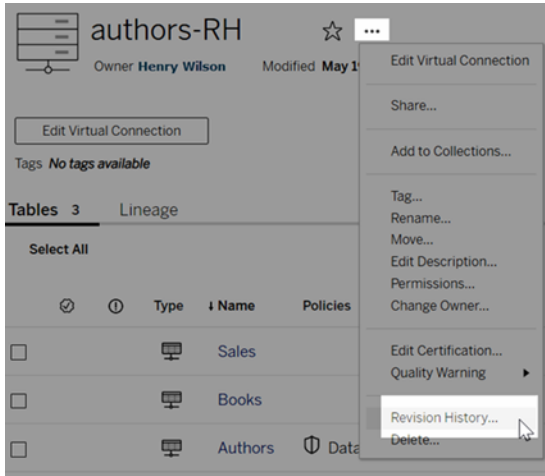 authors-RH
Owner Henry Wilson Modified May 1
Edit Virtual Connection
Tags No tags available
Tables 3 Lineage
Select All
Type ↓ Name Policies
Sales
Books
Authors Data
...
Edit Virtual Connection
Share...
Add to Collections...
Tag...
Rename...
Move...
Edit Description...
Permissions...
Change Owner...
Edit Certification...
Quality Warning
Revision History...
Delete...